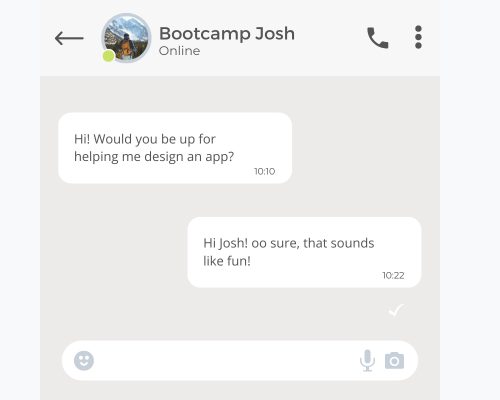 Bootcamp Josh
Online
Hi! Would you be up for
helping me design an app?
10:10
Hi Josh! oo sure, that sounds
like fun!
10:22